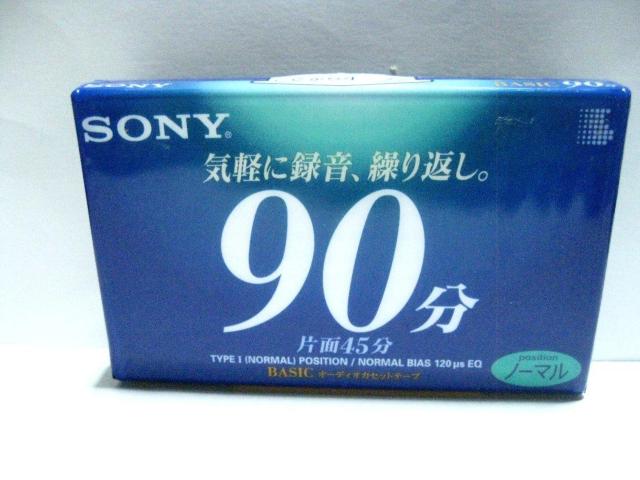 BASIC 90
SONY®
気軽に録音、繰り返し。
90分
片面45分
TYPE I (NORMAL) POSITION / NORMAL BIAS 120 μs EQ
BASIC オーディオカセットテープ
position
ノーマル